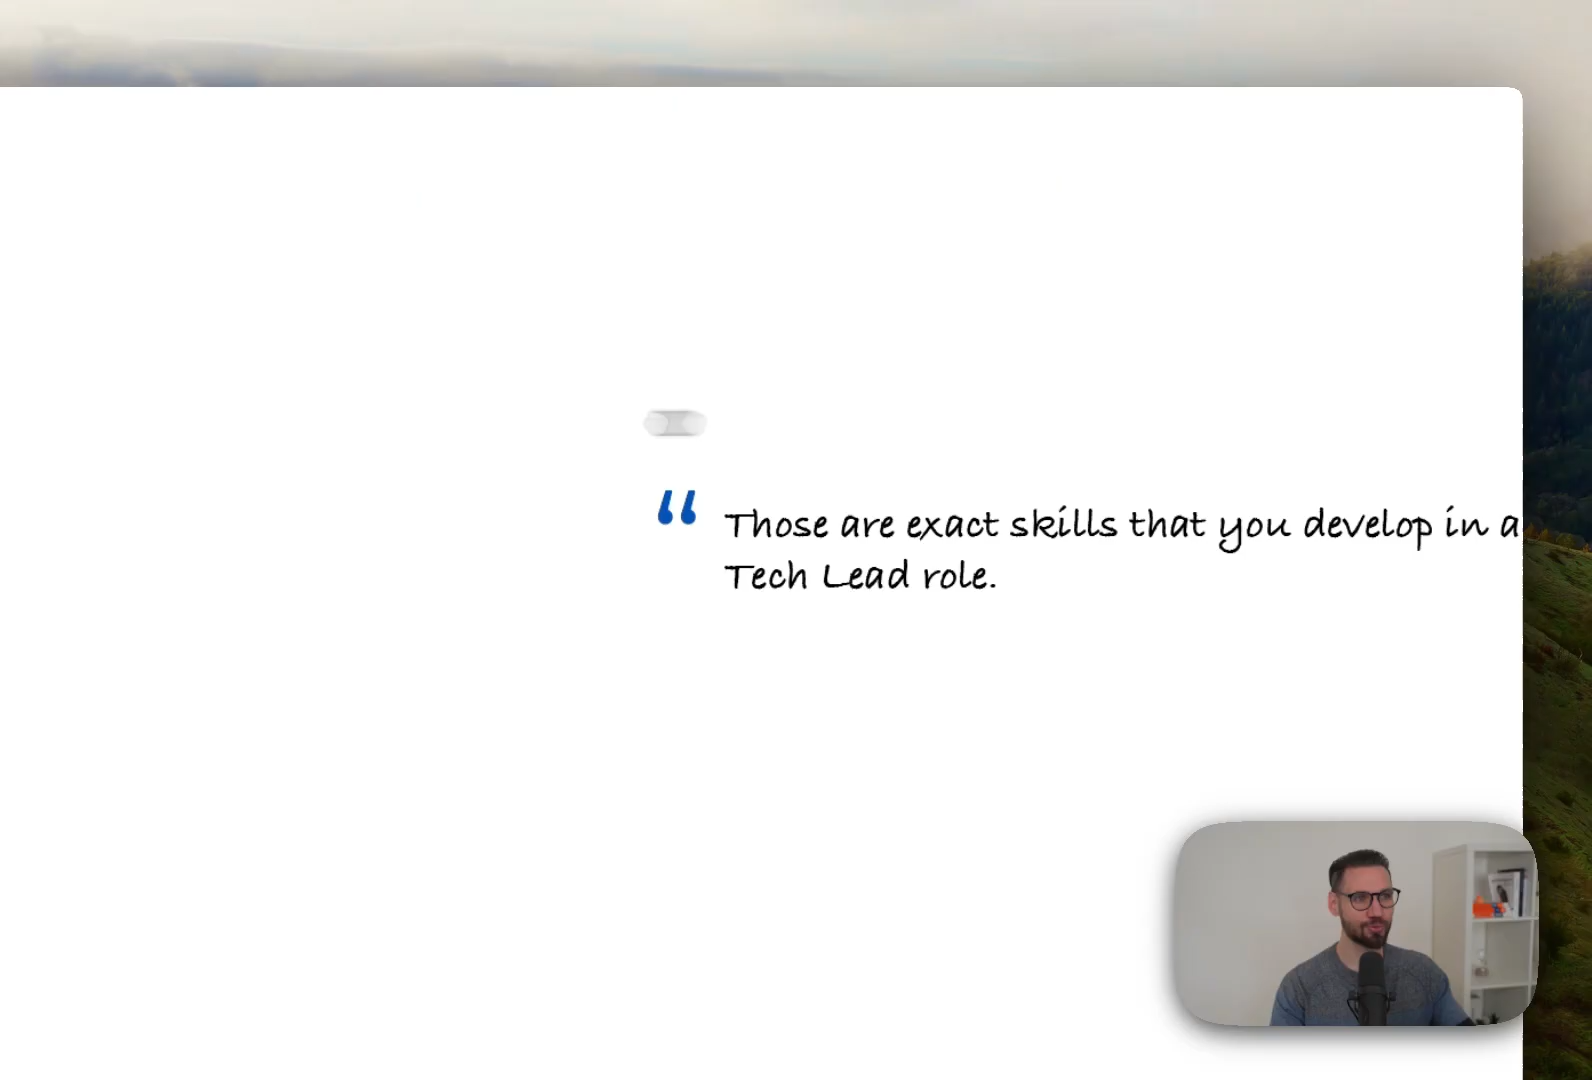 “ Those are exact skills that you develop in a
Tech Lead role.